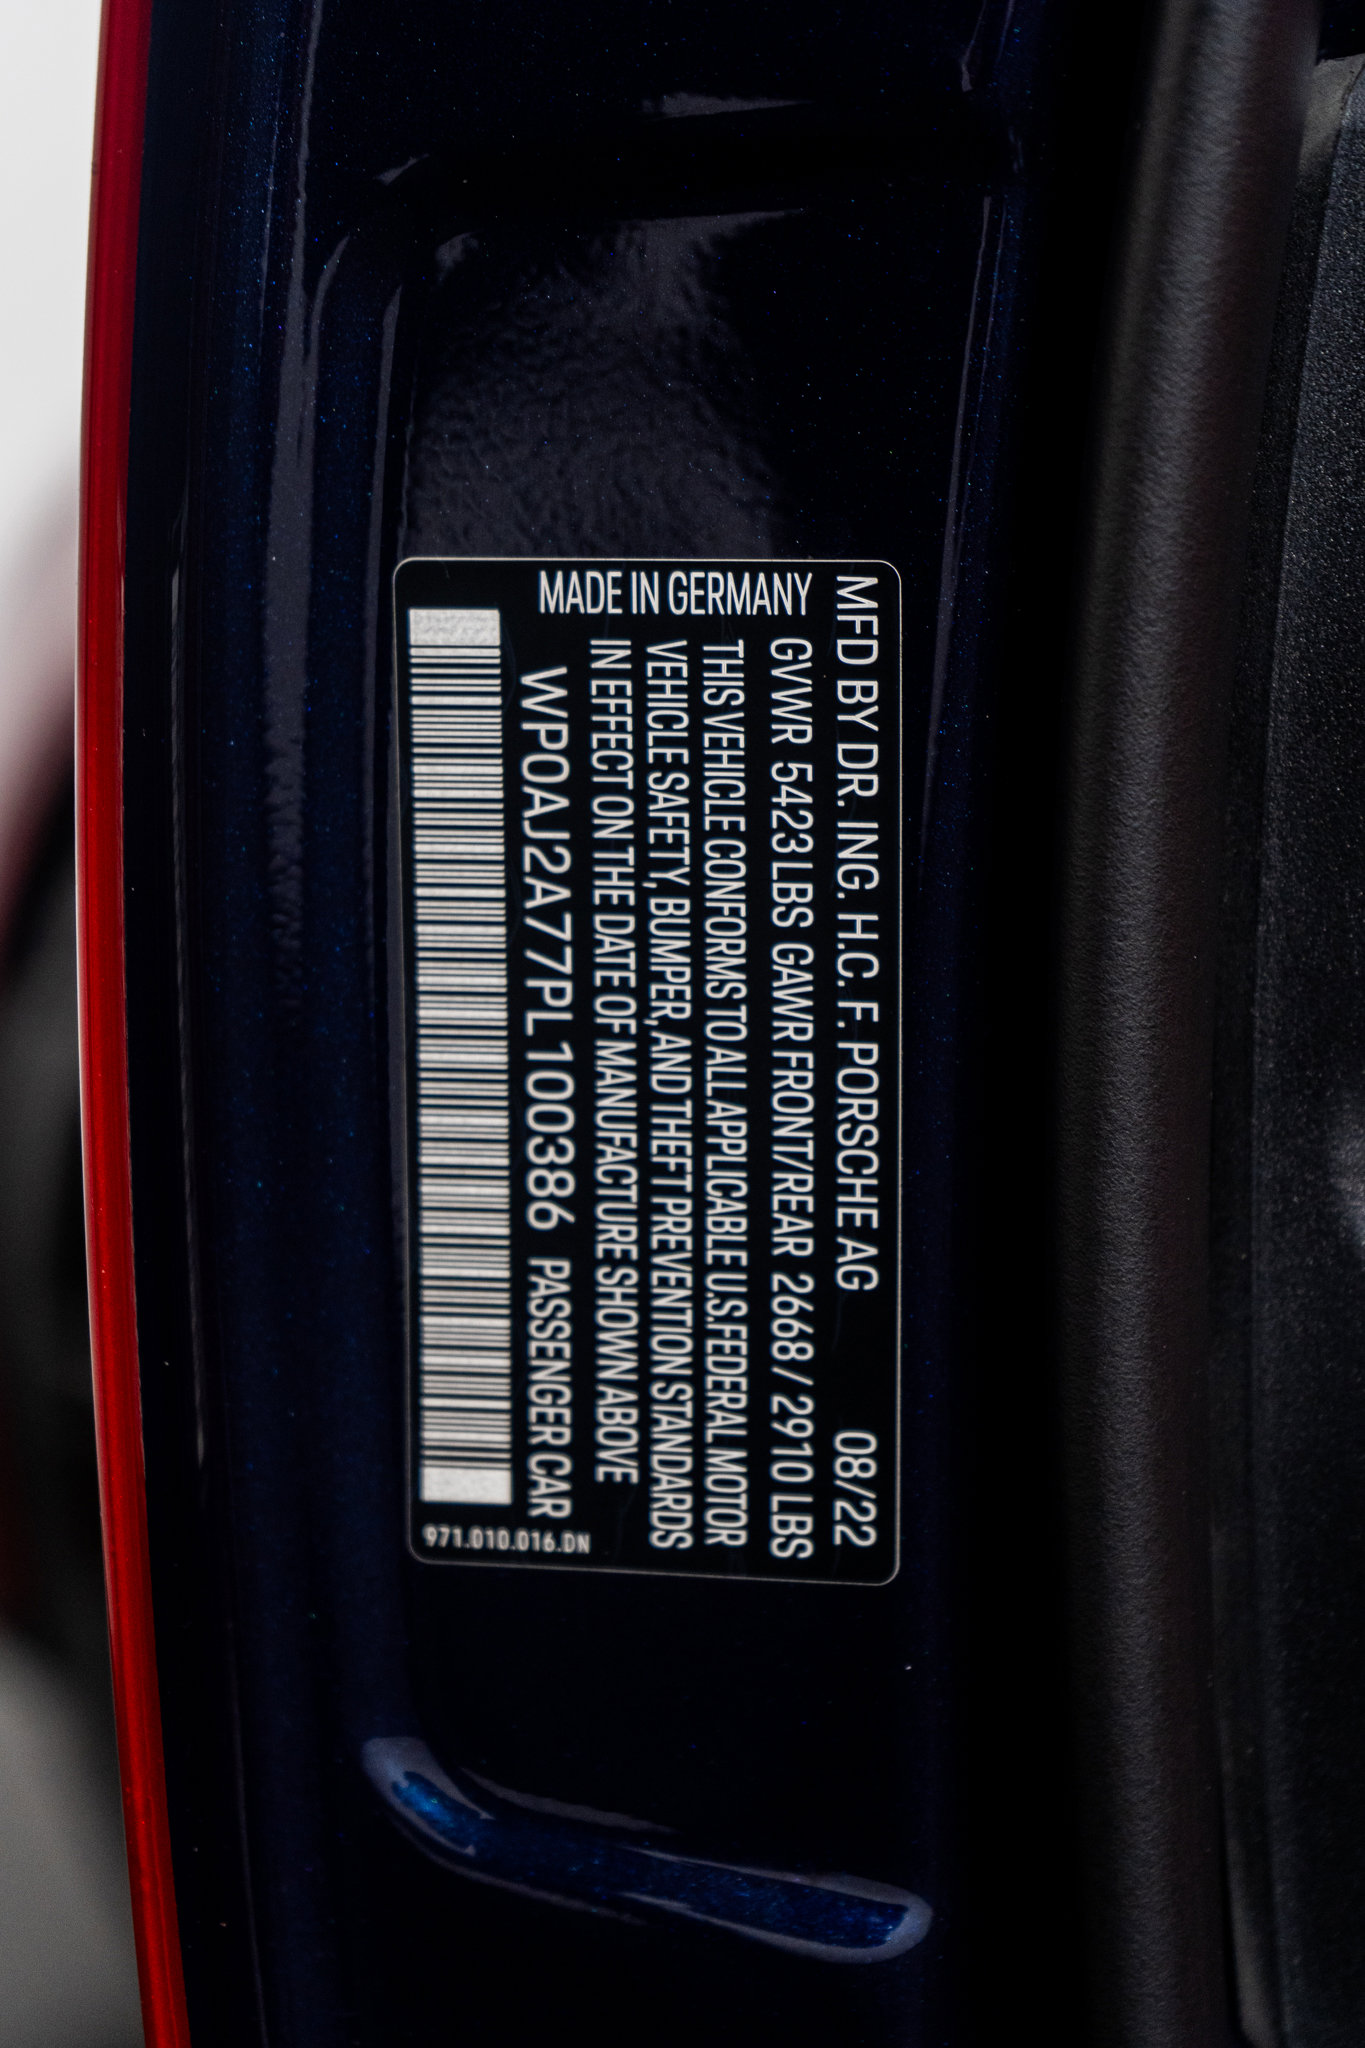 MFD BY DR. ING. H.C. F. PORSCHE AG 08/22
GVWR 5423 LBS GAWR FRONT/REAR 2668 / 2910 LBS
THIS VEHICLE CONFORMS TO ALL APPLICABLE U.S.FEDERAL MOTOR
VEHICLE SAFETY, BUMPER, AND THEFT PREVENTION STANDARDS
IN EFFECT ON THE DATE OF MANUFACTURE SHOWN ABOVE
WP0AJ2A77PL100386 PASSENGER CAR
971.010.016.DN
MADE IN GERMANY